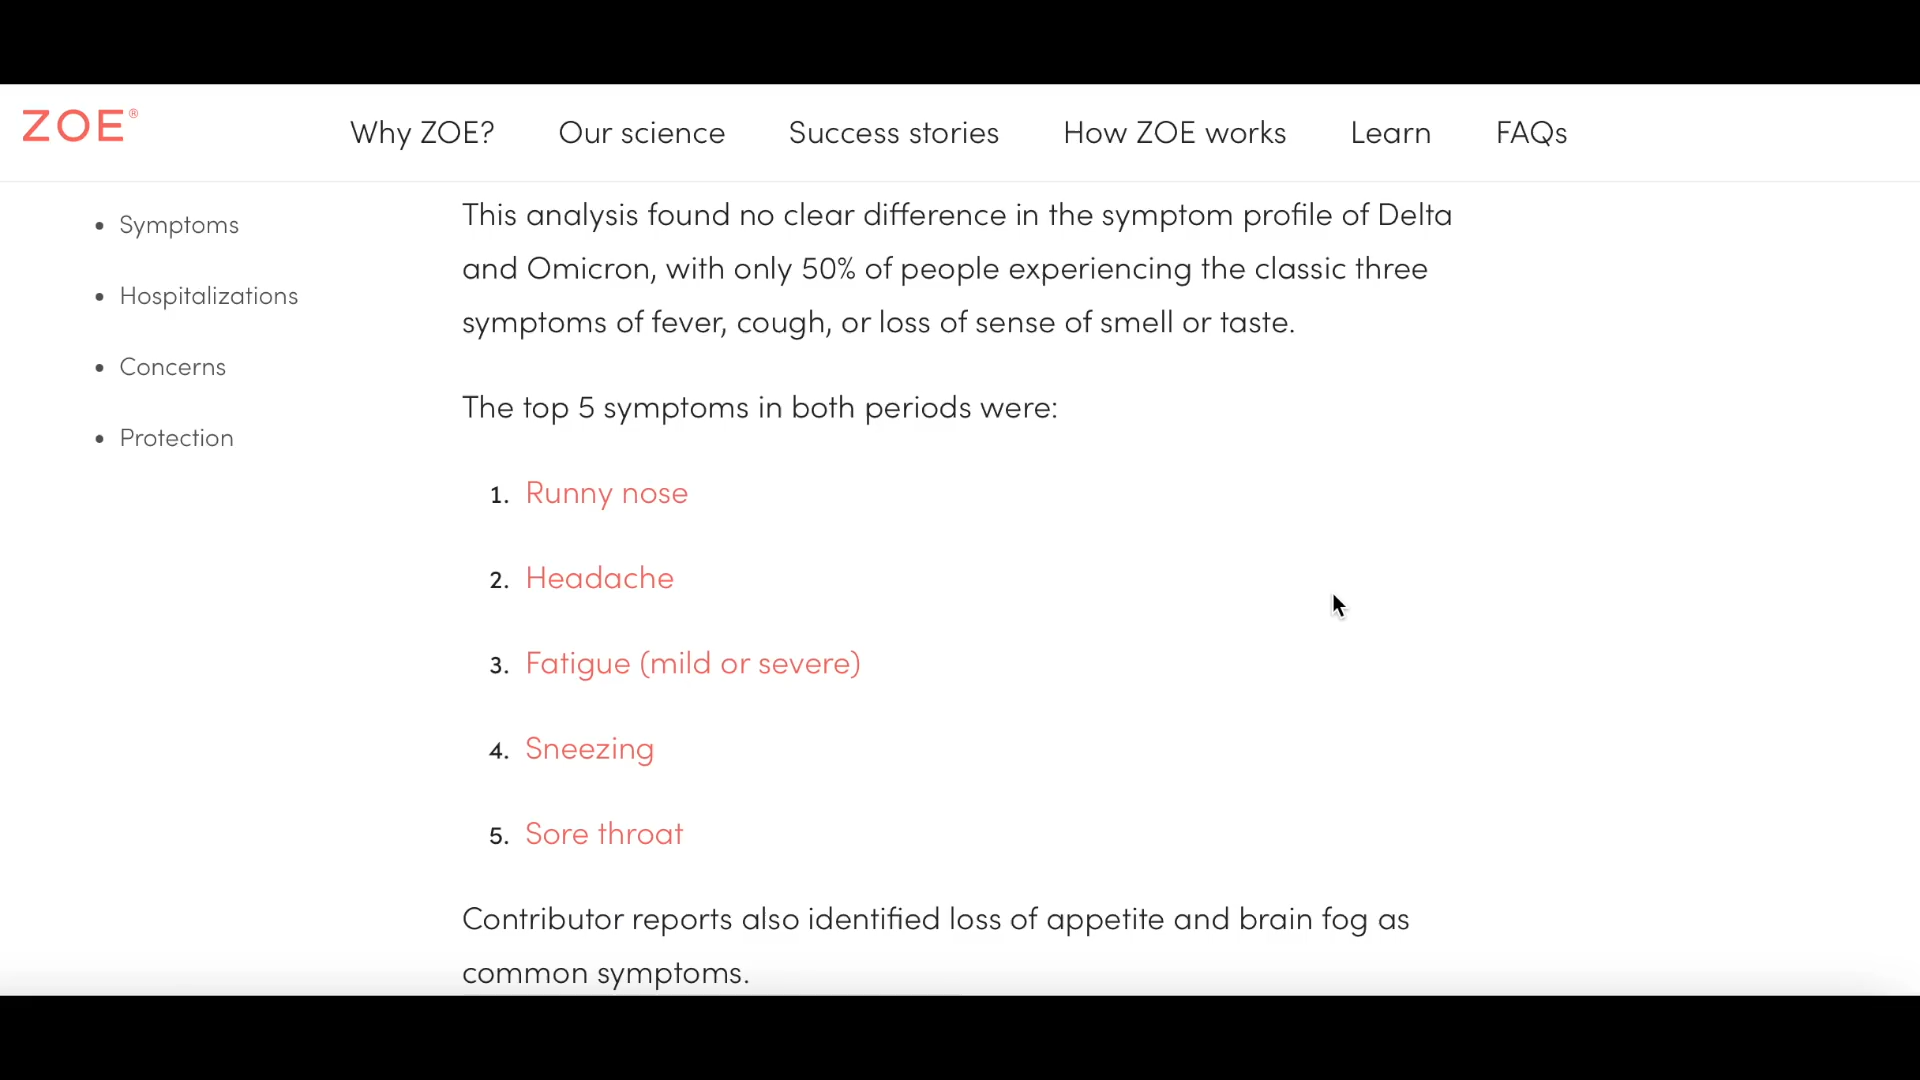 ZOE®
Why ZOE? Our science Success stories How ZOE works Learn FAQs
• Symptoms
• Hospitalizations
• Concerns
• Protection
This analysis found no clear difference in the symptom profile of Delta
and Omicron, with only 50% of people experiencing the classic three
symptoms of fever, cough, or loss of sense of smell or taste.
The top 5 symptoms in both periods were:
1. Runny nose
2. Headache
3. Fatigue (mild or severe)
4. Sneezing
5. Sore throat
Contributor reports also identified loss of appetite and brain fog as
common symptoms.